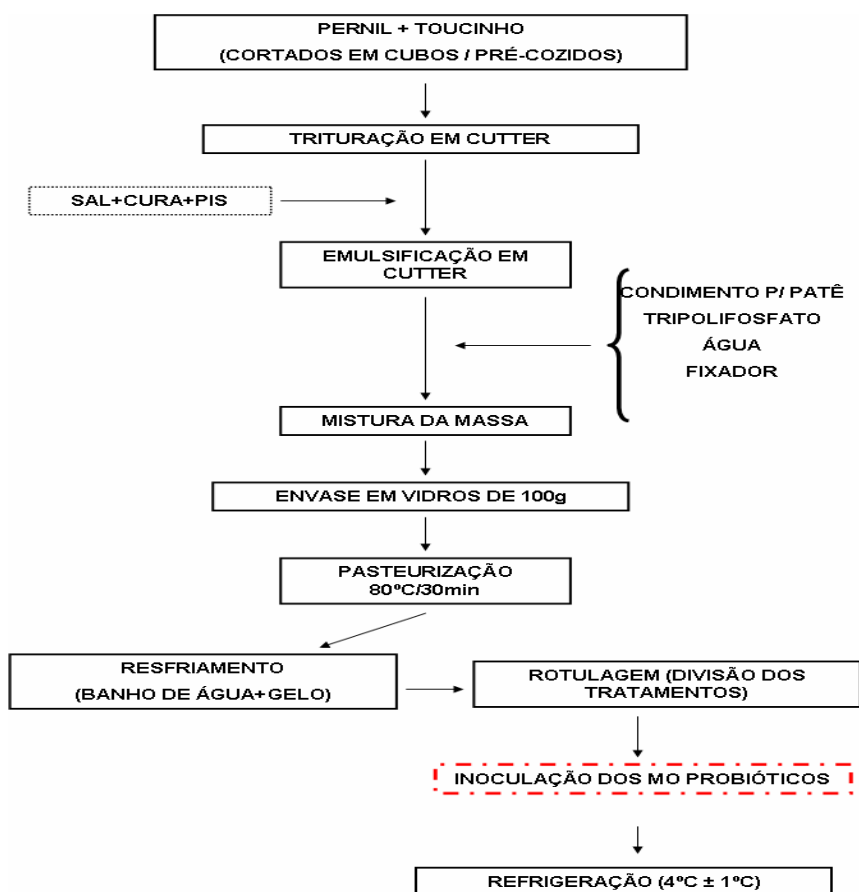 PERNIL + TOUCINHO
(CORTADOS EM CUBOS / PRÉ-COZIDOS)
TRITURAÇÃO EM CUTTER
SAL+CURA+PIS
EMULSIFICAÇÃO EM
CUTTER
CONDIMENTO P/ PATÊ
TRIPOLIFOSFATO
ÁGUA
FIXADOR
MISTURA DA MASSA
ENVASE EM VIDROS DE 100g
PASTEURIZAÇÃO
80ºC/30min
RESFRIAMENTO
(BANHO DE ÁGUA+GELO)
ROTULAGEM (DIVISÃO DOS
TRATAMENTOS)
INOCULAÇÃO DOS MO PROBIÓTICOS
REFRIGERAÇÃO (4ºC ± 1ºC)